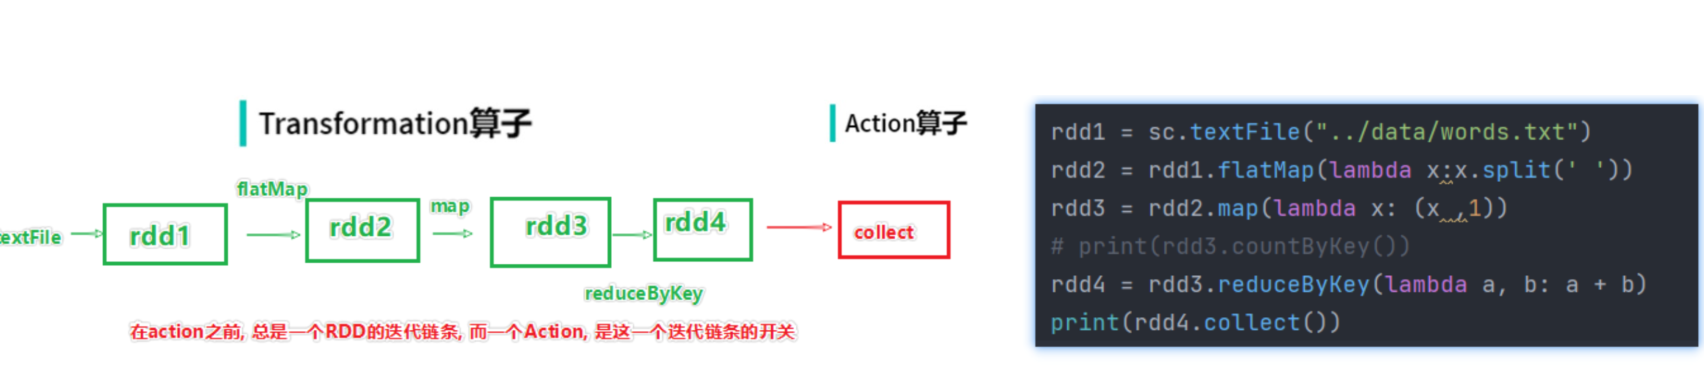 Transformation算子
Action算子
flatMap
map
extFile
rdd1
rdd2
rdd3
rdd4
collect
reduceByKey
在action之前, 总是一个RDD的迭代链条, 而一个Action, 是这一个迭代链条的开关
rdd1 = sc.textFile("../data/words.txt")
rdd2 = rdd1.flatMap(lambda x:x.split(' '))
rdd3 = rdd2.map(lambda x: (x ,1))
# print(rdd3.countByKey())
rdd4 = rdd3.reduceByKey(lambda a, b: a + b)
print(rdd4.collect())